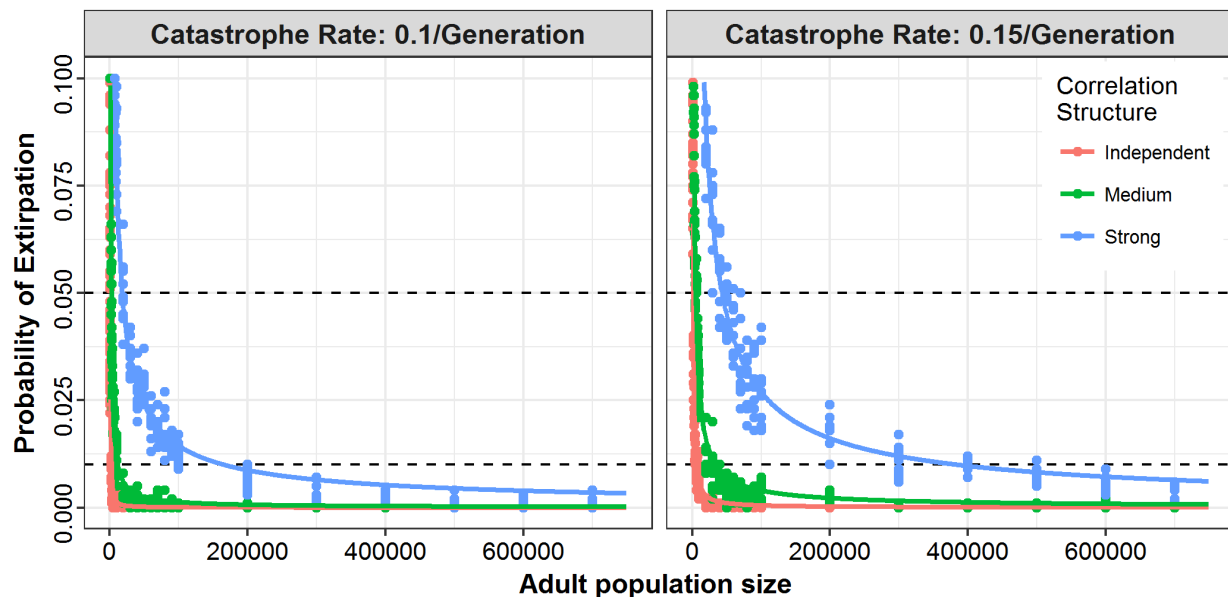 Catastrophe Rate: 0.1/Generation
Catastrophe Rate: 0.15/Generation
Probability of Extirpation
0.100
0.075
0.050
0.025
0.000
Correlation
Structure
Independent
Medium
Strong
0
200000
400000
600000
0
200000
400000
600000
Adult population size